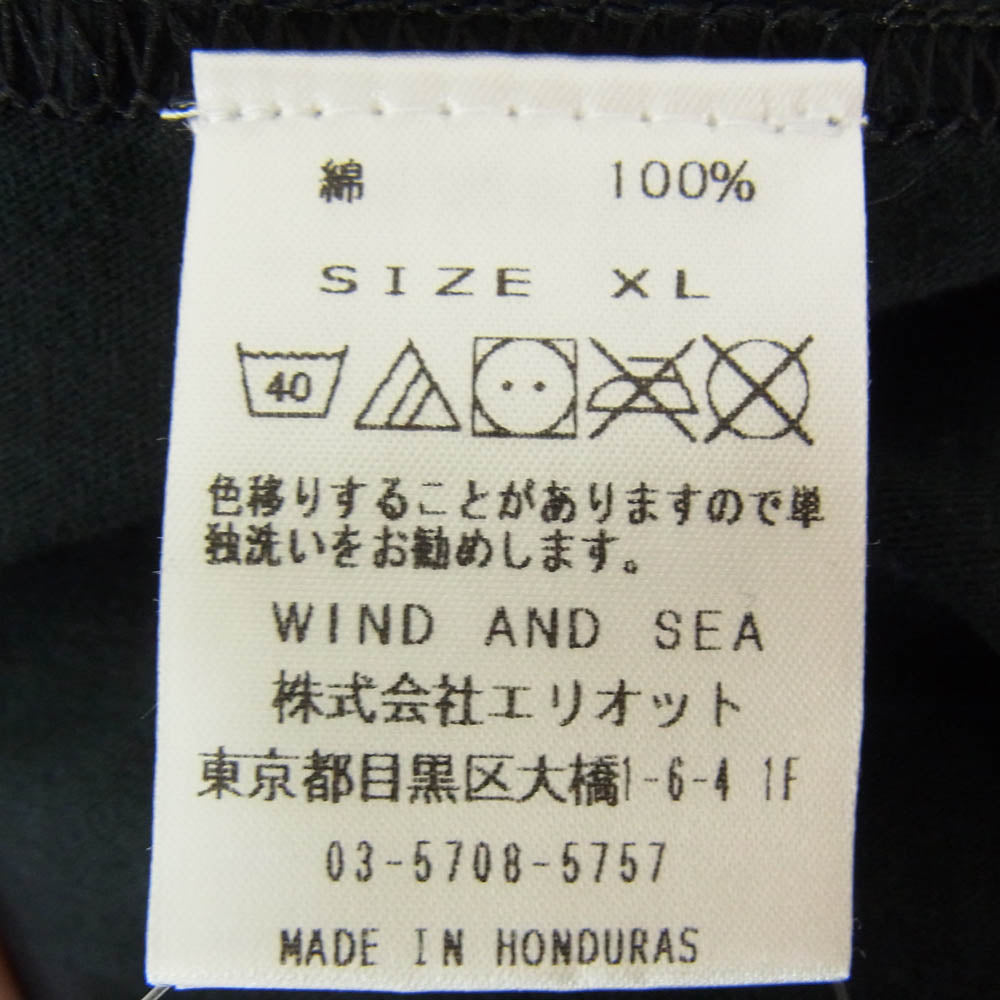 綿 100%
SIZE XL
40
色移りすることがありますので単
独洗いをお勧めします。
WIND AND SEA
株式会社エリオット
東京都目黒区大橋1-6-4 1F
03-5708-5757
MADE IN HONDURAS